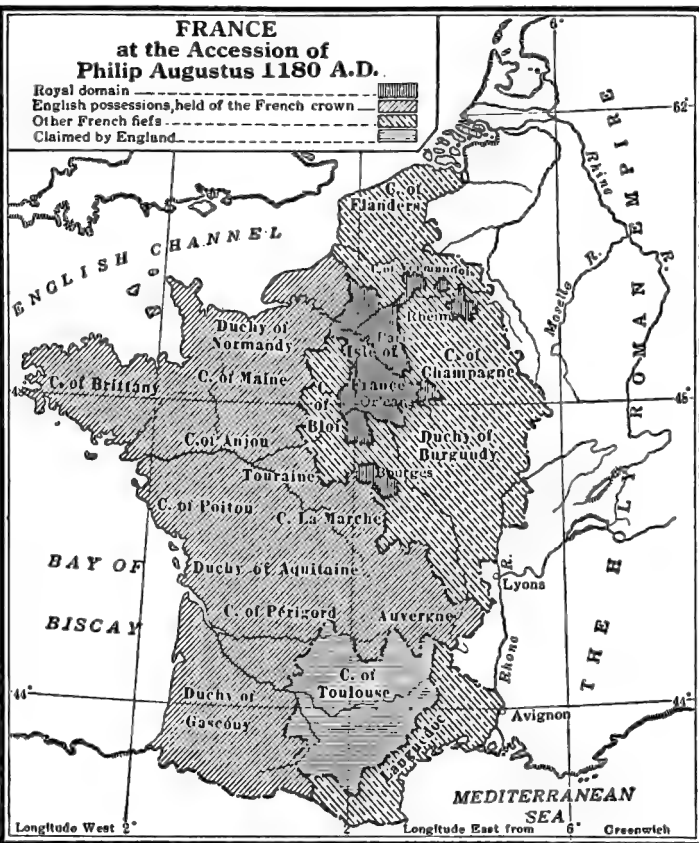 FRANCE
at the Accession of
Philip Augustus 1180 A.D.
Royal domain
English possessions, held of the French crown
Other French fiefs
Claimed by England
6°
52°
ENGLISH CHANNEL
C. of
Flanders
Rhine
R.
Moselle R.
THE HOLY ROMAN EMPIRE
C. of Vermandois
Rheims
Duchy of
Normandy
Isle of
France
C. of
Champagne
C. of Brittany
C. of Maine
48°
48°
C. of
Blois
C. of Anjou
Duchy of
Burgundy
Touraine
Bourges
C. of Poitou
C. La Marche
BAY OF
BISCAY
Duchy of Aquitaine
R.
Lyons
C. of Périgord
Auvergne
Rhone
C. of
Toulouse
44°
44°
Duchy of
Gascony
Avignon
Languedoc
MEDITERRANEAN
SEA
Longitude West
2°
2°
Longitude East from
6°
Greenwich